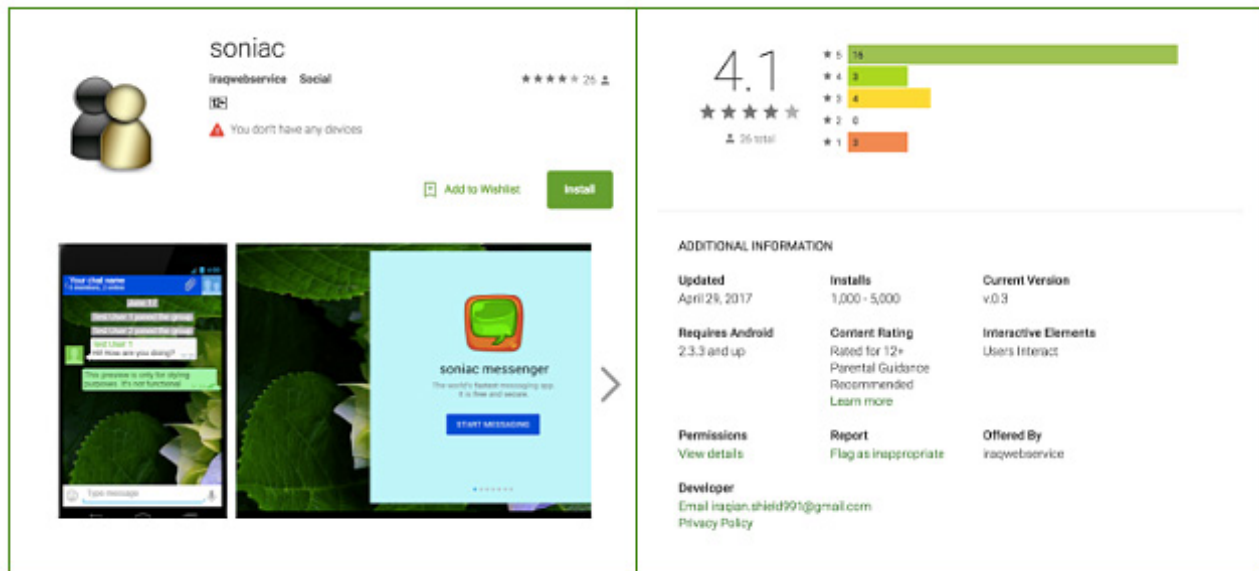 soniac
iraqwebservice Social
26
12+
You don't have any devices
Add to Wishlist
Install
Your chat name
June 17
Test User 1 joined the group
Test User 2 joined the group
Test User 1
Hi! How are you doing?
This preview is only for styling
purposes. It's not functional
Type message
soniac messenger
The world's fastest messaging app.
It is free and secure.
START MESSAGING
4.1
26 total
5 16
4 3
3 4
2 0
1 3
ADDITIONAL INFORMATION
Updated
April 29, 2017
Installs
1,000 - 5,000
Current Version
v.0.3
Requires Android
2.3.3 and up
Content Rating
Rated for 12+
Parental Guidance
Recommended
Learn more
Interactive Elements
Users Interact
Permissions
View details
Report
Flag as inappropriate
Offered By
iraqwebservice
Developer
Email iraqian.shield991@gmail.com
Privacy Policy